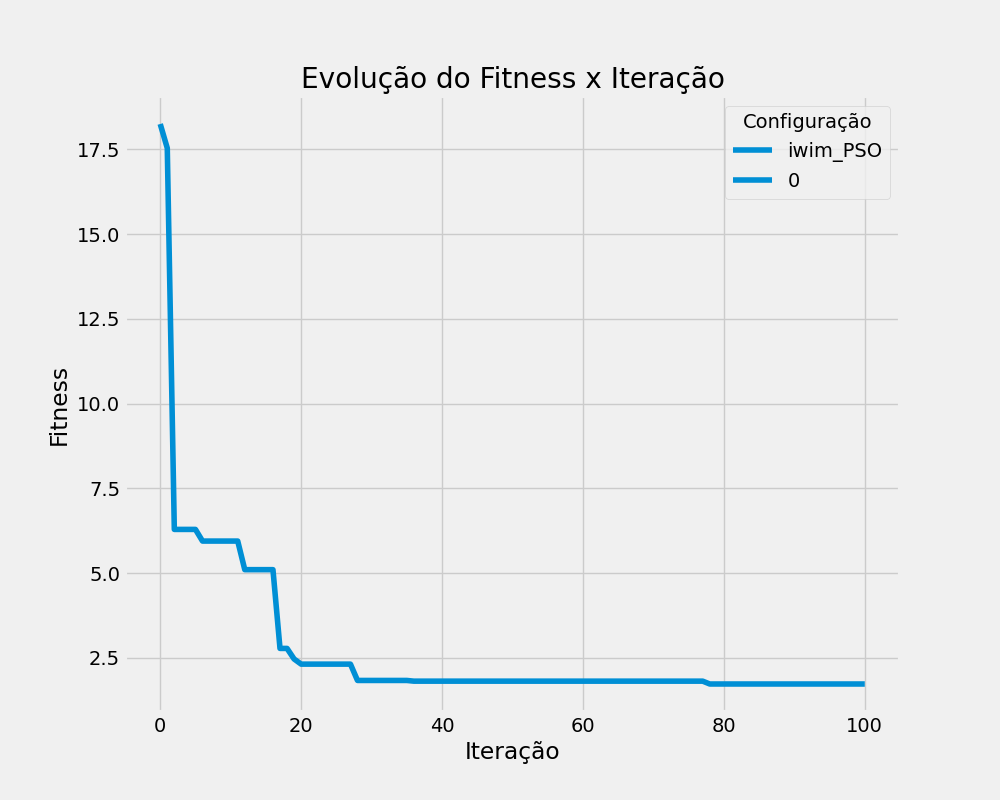 Evolução do Fitness x Iteração
Configuração
iwim_PSO
0
Fitness
17.5
15.0
12.5
10.0
7.5
5.0
2.5
0 20 40 60 80 100
Iteração